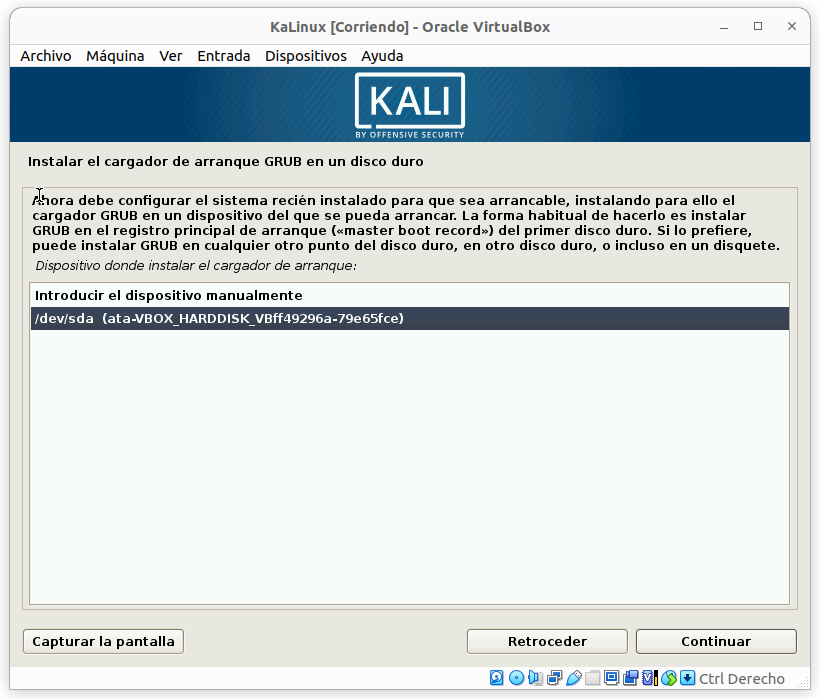 KaLinux [Corriendo] - Oracle VirtualBox
Archivo Máquina Ver Entrada Dispositivos Ayuda
KALI
BY OFFENSIVE SECURITY
Instalar el cargador de arranque GRUB en un disco duro
Ahora debe configurar el sistema recién instalado para que sea arrancable, instalando para ello el
cargador GRUB en un dispositivo del que se pueda arrancar. La forma habitual de hacerlo es instalar
GRUB en el registro principal de arranque («master boot record») del primer disco duro. Si lo prefiere,
puede instalar GRUB en cualquier otro punto del disco duro, en otro disco duro, o incluso en un disquete.
Dispositivo donde instalar el cargador de arranque:
Introducir el dispositivo manualmente
/dev/sda (ata-VBOX_HARDDISK_VBff49296a-79e65fce)
Capturar la pantalla Retroceder Continuar
Ctrl Derecho